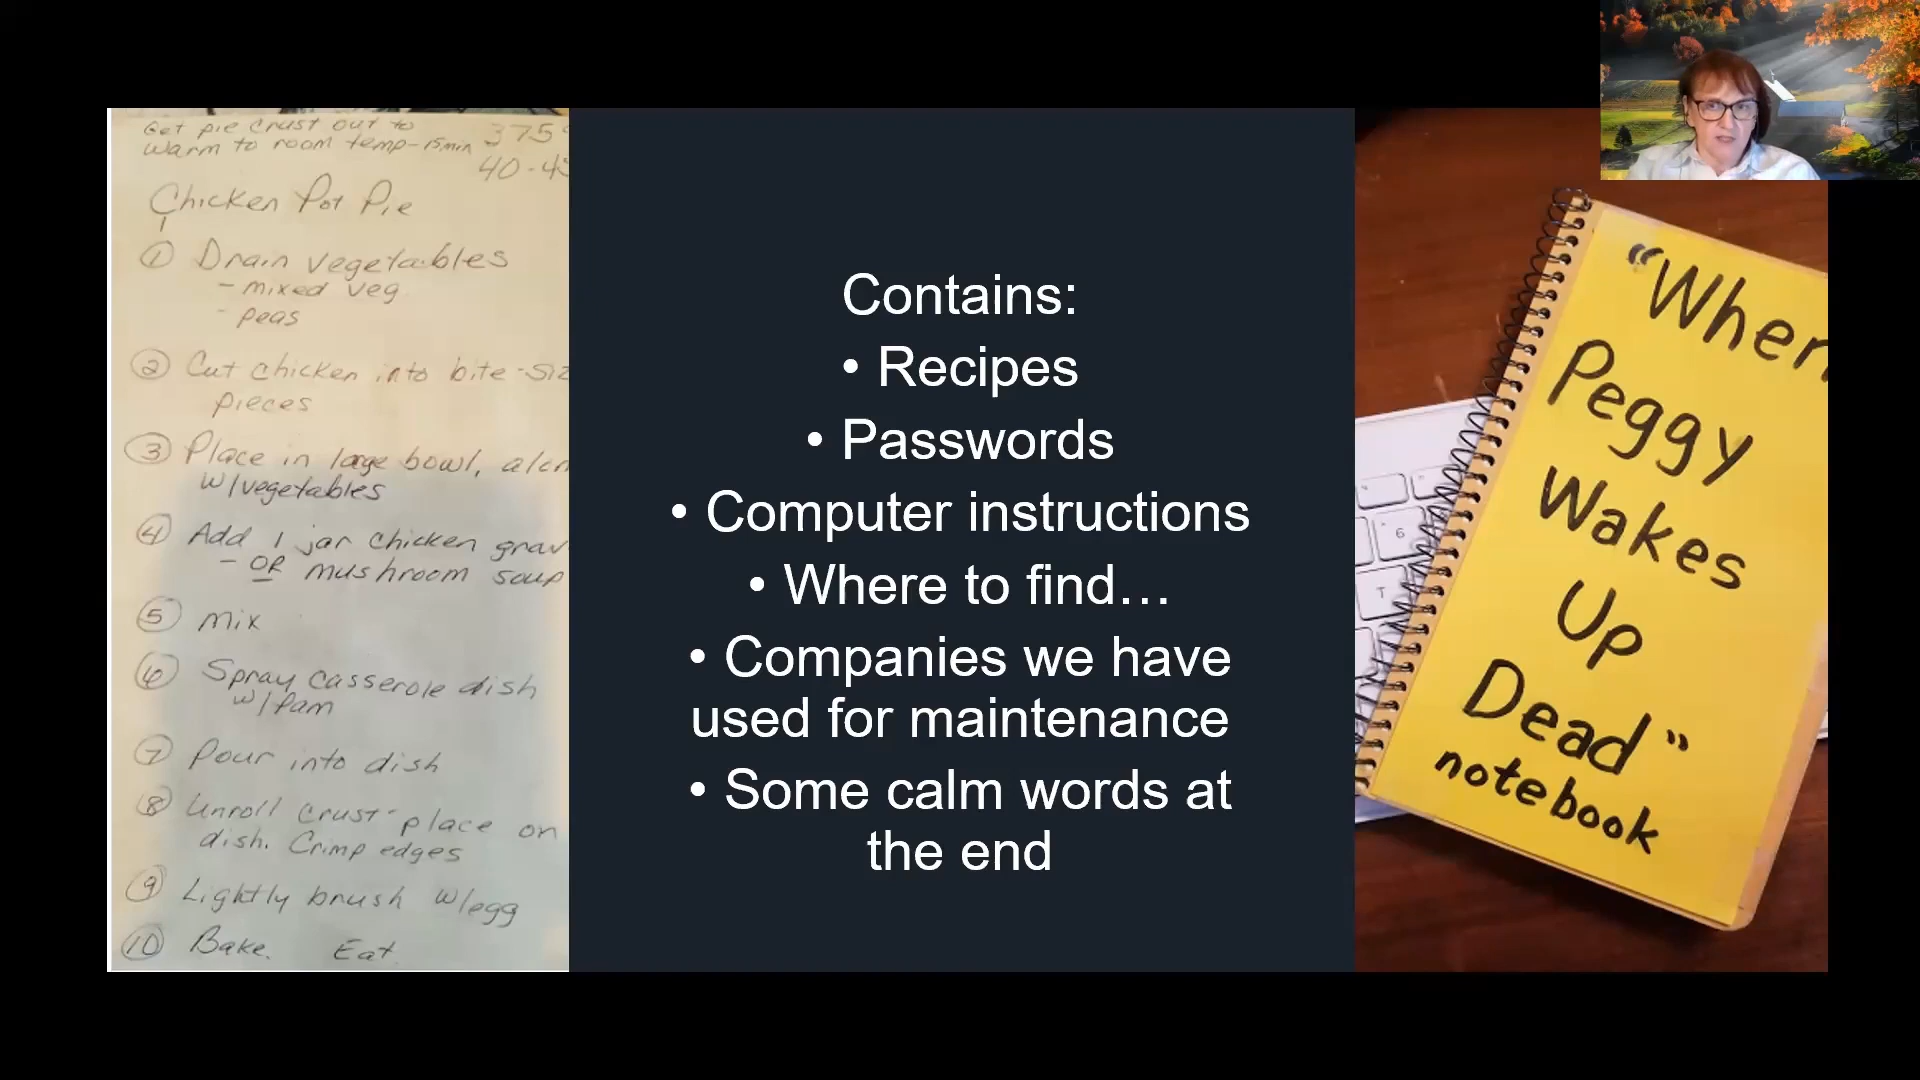 Get pie crust out to
warm to room temp - 15 min
375°
40-45
Chicken Pot Pie
① Drain vegetables
- mixed veg
- peas
② Cut chicken into bite-siz
pieces
③ Place in large bowl, alon
w/vegetables
④ Add 1 jar chicken grav
- OR mushroom soup
⑤ mix
⑥ Spray casserole dish
w/Pam
⑦ Pour into dish
⑧ Unroll crust - place on
dish. Crimp edges
⑨ Lightly brush w/egg
⑩ Bake. Eat.
Contains:
• Recipes
• Passwords
• Computer instructions
• Where to find…
• Companies we have
used for maintenance
• Some calm words at
the end
"When
Peggy
Wakes
Up
Dead"
notebook
6
T